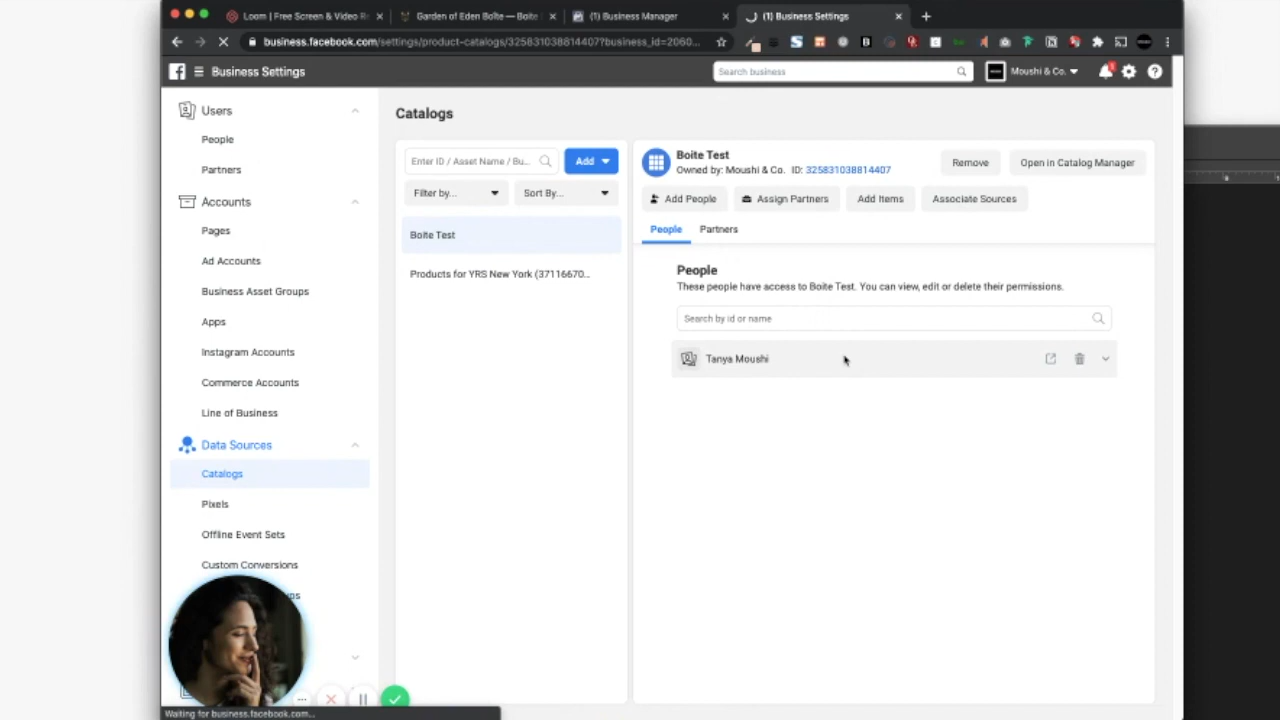 Loom | Free Screen & Video Re
Garden of Eden Boîte — Boite
(1) Business Manager
(1) Business Settings
business.facebook.com/settings/product-catalogs/325831038814407?business_id=2060...
Business Settings
Search business
Moushi & Co.
Users
People
Partners
Accounts
Pages
Ad Accounts
Business Asset Groups
Apps
Instagram Accounts
Commerce Accounts
Line of Business
Data Sources
Catalogs
Pixels
Offline Event Sets
Custom Conversions
Catalogs
Enter ID / Asset Name / Bu...
Add
Filter by...
Sort By...
Boite Test
Products for YRS New York (37116670...
Boite Test
Owned by: Moushi & Co. ID: 325831038814407
Remove
Open in Catalog Manager
Add People
Assign Partners
Add Items
Associate Sources
People
Partners
People
These people have access to Boite Test. You can view, edit or delete their permissions.
Search by id or name
Tanya Moushi
Waiting for business.facebook.com...